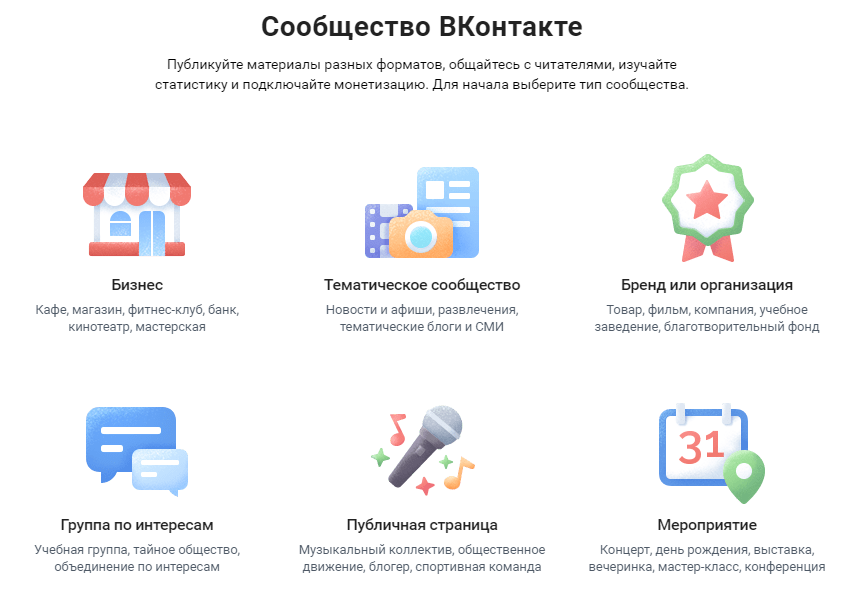 Сообщество ВКонтакте
Публикуйте материалы разных форматов, общайтесь с читателями, изучайте
статистику и подключайте монетизацию. Для начала выберите тип сообщества.
Бизнес
Кафе, магазин, фитнес-клуб, банк,
кинотеатр, мастерская
Тематическое сообщество
Новости и афиши, развлечения,
тематические блоги и СМИ
Бренд или организация
Товар, фильм, компания, учебное
заведение, благотворительный фонд
Группа по интересам
Учебная группа, тайное общество,
объединение по интересам
Публичная страница
Музыкальный коллектив, общественное
движение, блогер, спортивная команда
31
Мероприятие
Концерт, день рождения, выставка,
вечеринка, мастер-класс, конференция